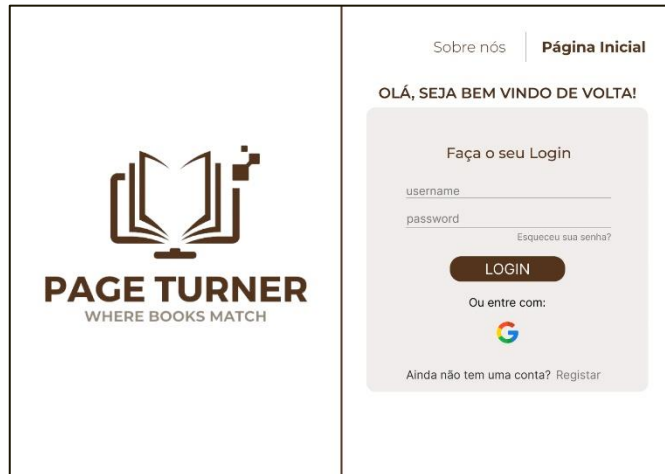 PAGE TURNER
WHERE BOOKS MATCH
Sobre nós
Página Inicial
OLÁ, SEJA BEM VINDO DE VOLTA!
Faça o seu Login
username
password
Esqueceu sua senha?
LOGIN
Ou entre com:
G
Ainda não tem uma conta? Registar